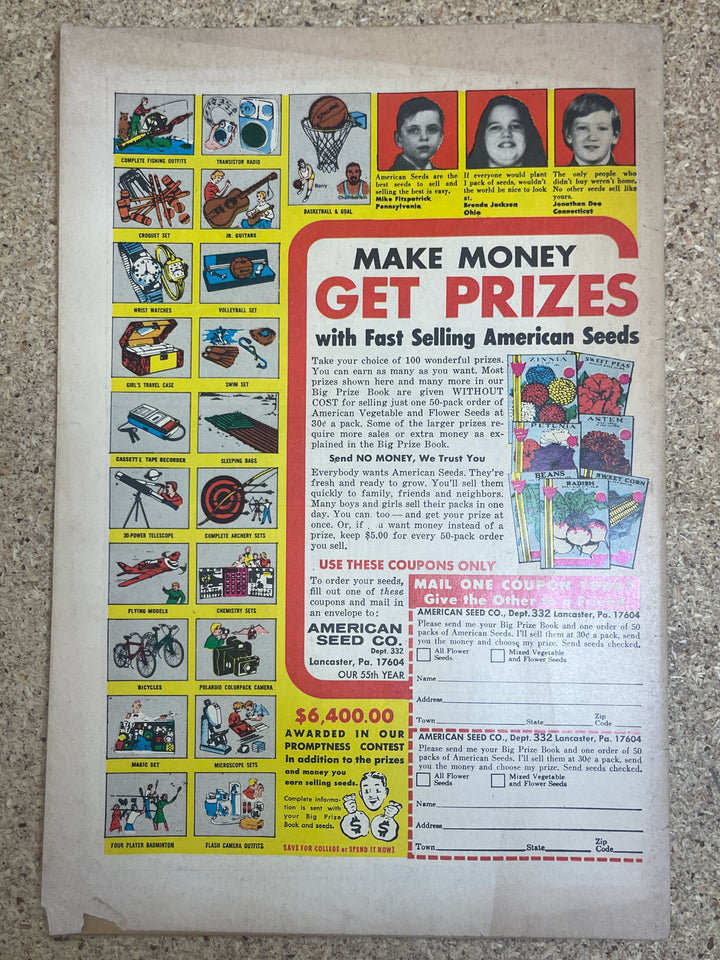 COMPLETE FISHING OUTFITS
TRANSISTOR RADIO
SPALDING
Barry
Chamberlain
BASKETBALL & GOAL
CROQUET SET
JR. GUITARS
WRIST WATCHES
VOLLEYBALL SET
GIRL'S TRAVEL CASE
SWIM SET
CASSETTE TAPE RECORDER
SLEEPING BAGS
30-POWER TELESCOPE
COMPLETE ARCHERY SETS
FLYING MODELS
CHEMISTRY SETS
BICYCLES
POLAROID COLORPACK CAMERA
MAGIC SET
MICROSCOPE SETS
FOUR PLAYER BADMINTON
FLASH CAMERA OUTFITS
American Seeds are the
best seeds to sell and
selling the best is easy.
Mike Fitzpatrick
Pennsylvania
If everyone would plant
1 pack of seeds, wouldn't
the world be nice to look
at.
Brenda Jackson
Ohio
The only people who
didn't buy weren't home.
No other seeds sell like
yours.
Jonathan Dea
Connecticut
MAKE MONEY
GET PRIZES
with Fast Selling American Seeds
Take your choice of 100 wonderful prizes.
You can earn as many as you want. Most
prizes shown here and many more in our
Big Prize Book are given WITHOUT
COST for selling just one 50-pack order of
American Vegetable and Flower Seeds at
30¢ a pack. Some of the larger prizes re-
quire more sales or extra money as ex-
plained in the Big Prize Book.
Send NO MONEY, We Trust You
Everybody wants American Seeds. They're
fresh and ready to grow. You'll sell them
quickly to family, friends and neighbors.
Many boys and girls sell their packs in one
day. You can, too — and get your prize at
once. Or, if u want money instead of a
prize, keep $5.00 for every 50-pack order
you sell.
ZINNIA
SWEET PEAS
PETUNIA
ASTER
BEANS
RADISH
SWEET CORN
USE THESE COUPONS ONLY
To order your seeds,
fill out one of these
coupons and mail in
an envelope to:
AMERICAN
SEED CO.
Dept. 332
Lancaster, Pa. 17604
OUR 55th YEAR
$6,400.00
AWARDED IN OUR
PROMPTNESS CONTEST
In addition to the prizes
and money you
earn selling seeds.
Complete informa-
tion is sent with
your Big Prize
Book and seeds.
$ $
SAVE FOR COLLEGE or SPEND IT NOW!
MAIL ONE COUPON
Give the Other to a Friend
AMERICAN SEED CO., Dept. 332 Lancaster, Pa. 17604
Please send me your Big Prize Book and one order of 50
packs of American Seeds. I'll sell them at 30¢ a pack, send
you the money and choose my prize. Send seeds checked.
All Flower
Seeds
Mixed Vegetable
and Flower Seeds
Name
Address
Town State Zip Code
AMERICAN SEED CO., Dept. 332 Lancaster, Pa. 17604
Please send me your Big Prize Book and one order of 50
packs of American Seeds. I'll sell them at 30¢ a pack, send
you the money and choose my prize. Send seeds checked.
All Flower
Seeds
Mixed Vegetable
and Flower Seeds
Name
Address
Town State Zip Code